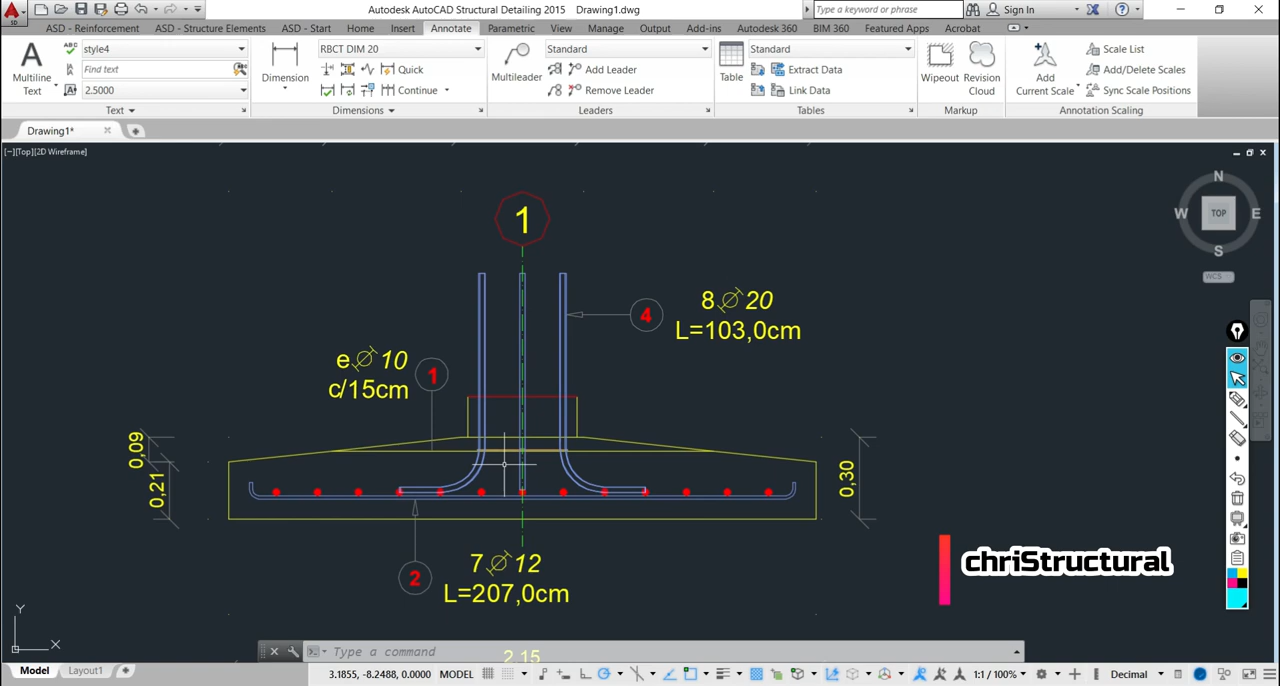 Autodesk AutoCAD Structural Detailing 2015 Drawing1.dwg
Type a keyword or phrase
Sign In
SD
ASD - Reinforcement
ASD - Structure Elements
ASD - Start
Home
Insert
Annotate
Parametric
View
Manage
Output
Add-ins
Autodesk 360
BIM 360
Featured Apps
Acrobat
A
Multiline
Text
ABC
style4
Find text
2.5000
Text
Dimension
RBCT DIM 20
Quick
Continue
Dimensions
Multileader
Standard
Add Leader
Remove Leader
Leaders
Table
Standard
Extract Data
Link Data
Tables
Wipeout
Revision
Cloud
Markup
Add
Current Scale
Scale List
Add/Delete Scales
Sync Scale Positions
Annotation Scaling
Drawing1*
[−][Top][2D Wireframe]
N
W
TOP
E
S
WCS
1
4
8∅20
L=103,0cm
e∅10
c/15cm
1
0,09
0,21
0,30
2
7∅12
L=207,0cm
chriStructural
Y
X
Type a command
2,15
Model
Layout1
3.1855, -8.2488, 0.0000
MODEL
1:1 / 100%
Decimal